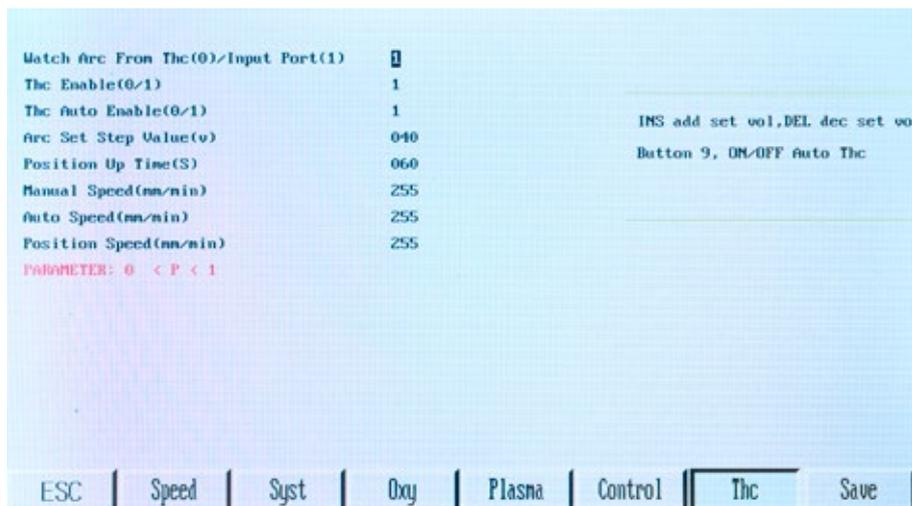 Watch Arc From Thc(0)/Input Port(1) 1
Thc Enable(0/1) 1
Thc Auto Enable(0/1) 1
Arc Set Step Value(v) 040
Position Up Time(S) 060
Manual Speed(mm/min) 255
Auto Speed(mm/min) 255
Position Speed(mm/min) 255
PARAMETER: 0 < P < 1
INS add set vol,DEL dec set vo
Button 9, ON/OFF Auto Thc
ESC Speed Syst Oxy Plasma Control Thc Save